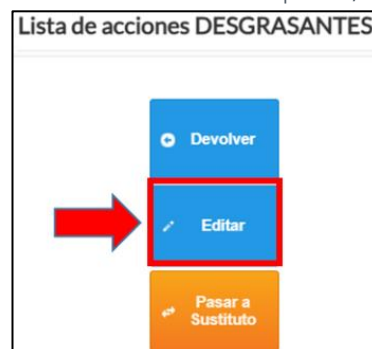 Lista de acciones DESGRASANTES
Devolver
Editar
Pasar a
Sustituto